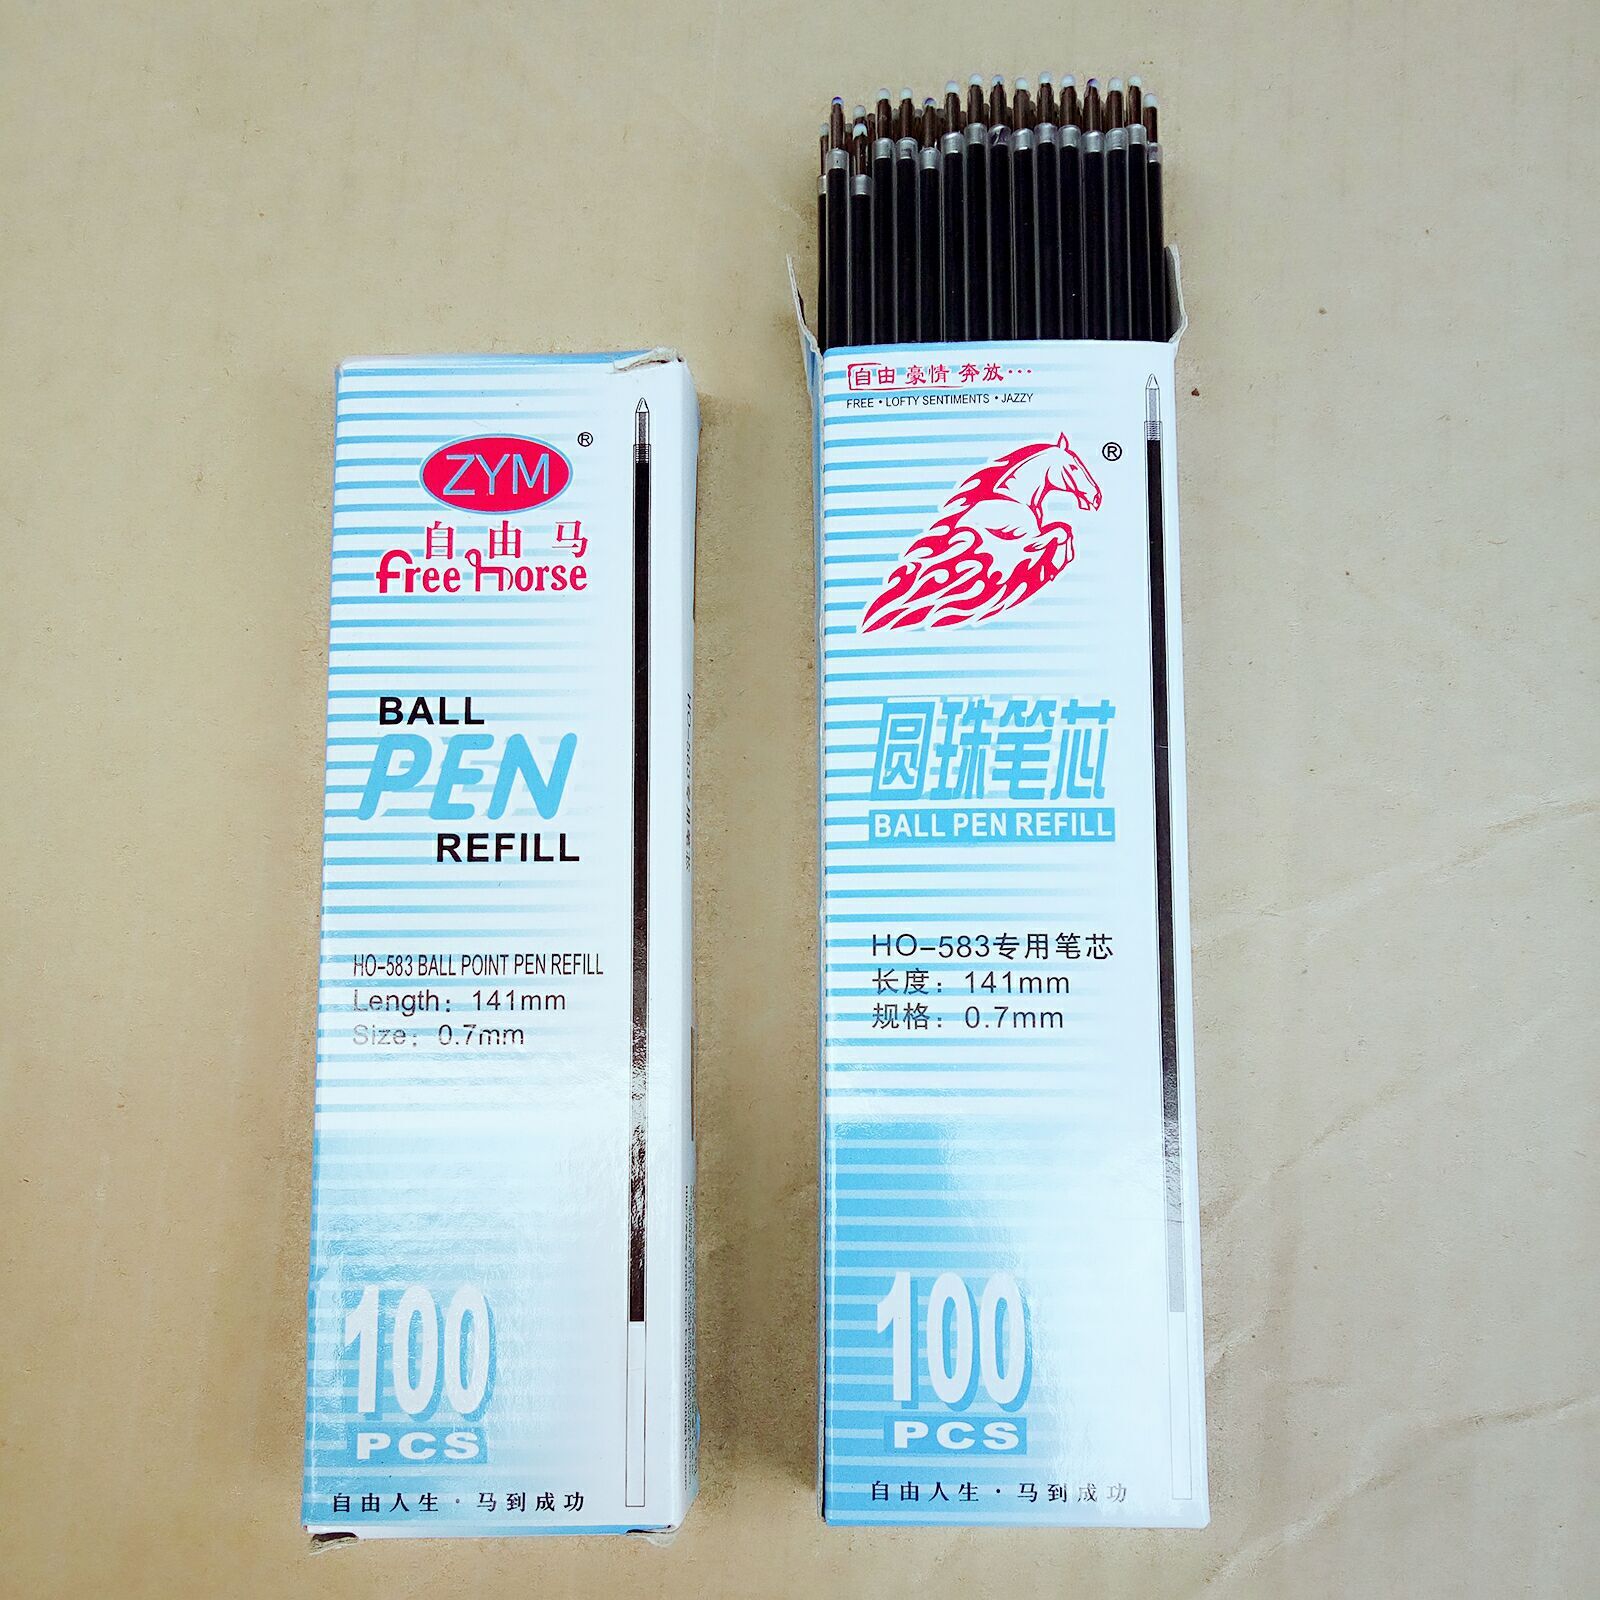 ZYM
®
自由马
free horse
BALL
PEN
REFILL
HO-583 BALL POINT PEN REFILL
Length: 141mm
Size: 0.7mm
100
PCS
自由人生·马到成功
自由 豪情 奔放···
FREE • LOFTY SENTIMENTS • JAZZY
®
圆珠笔芯
BALL PEN REFILL
HO-583专用笔芯
长度: 141mm
规格: 0.7mm
100
PCS
自由人生·马到成功